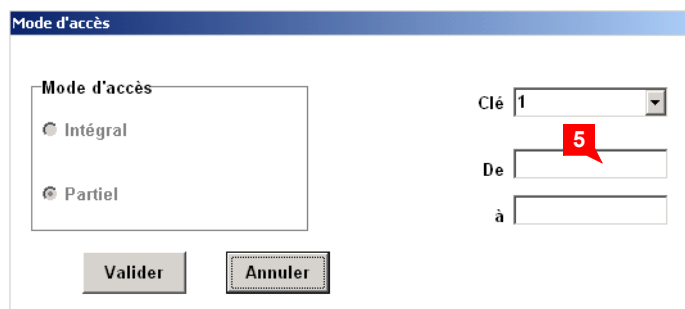 Mode d'accès
Mode d'accès
Intégral
Partiel
Clé 1
5
De
à
Valider Annuler